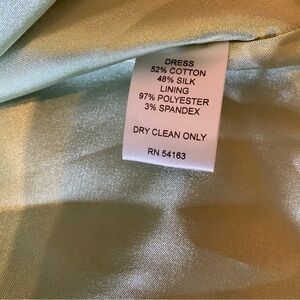 DRESS
52% COTTON
48% SILK
LINING
97% POLYESTER
3% SPANDEX
DRY CLEAN ONLY
RN 54163